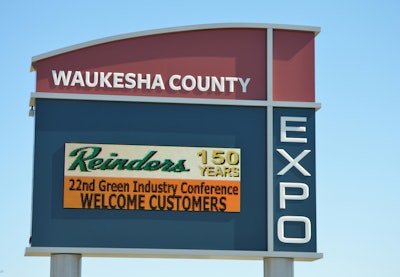 WAUKESHA COUNTY
EXPO
Reinders 150
YEARS
22nd Green Industry Conference
WELCOME CUSTOMERS